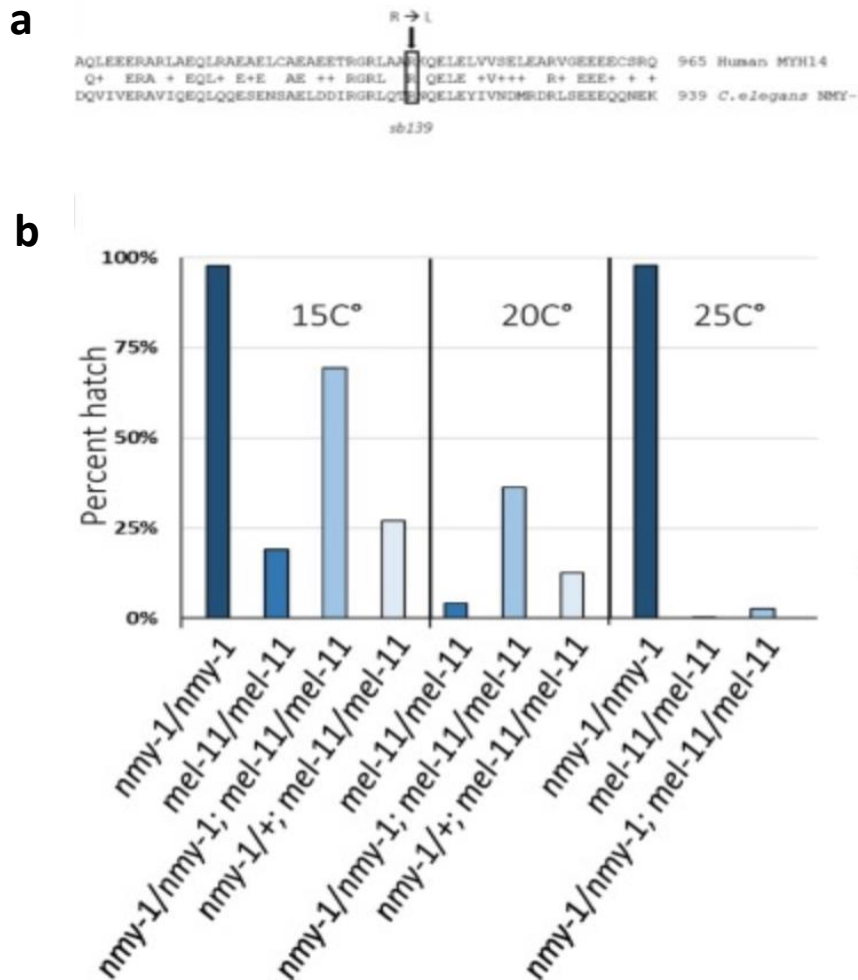 a
R → L
AQLEEERARLAEQLRAEAELCAEAEETRGRLAARKQELELVVSELEARVGEEEECSRQ 965 Human MYH14
Q+ ERA + EQL+ E+E AE ++ RGRL R QELE +V+++ R+ EEE+ + +
DQVIVERAVIQEQLQQESENSAELDDIRGRLQTRNQELEYIVNDMRDRLSEEEQQNEK 939 C.elegans NMY-
sb139
b
100%
75%
50%
25%
0%
Percent hatch
15C°
20C°
25C°
nmy-1/nmy-1
mel-11/mel-11
nmy-1/nmy-1; mel-11/mel-11
nmy-1/+; mel-11/mel-11
mel-11/mel-11
nmy-1/nmy-1; mel-11/mel-11
nmy-1/+; mel-11/mel-11
nmy-1/nmy-1
mel-11/mel-11
nmy-1/nmy-1; mel-11/mel-11